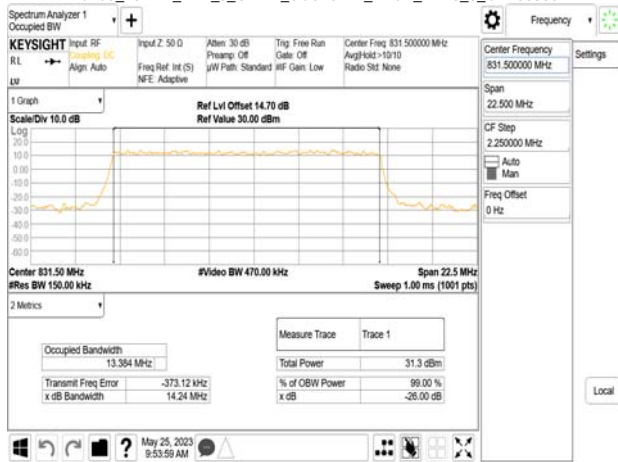 Spectrum Analyzer 1
Occupied BW
Frequency
KEYSIGHT
RL
Input: RF
Coupling: DC
Align: Auto
Input Z: 50 Ω
Freq Ref: Int (S)
NFE: Adaptive
Atten: 30 dB
Preamp: Off
µW Path: Standard
Trig: Free Run
Gate: Off
#IF Gain: Low
Center Freq: 831.500000 MHz
Avg|Hold:>10/10
Radio Std: None
Center Frequency
831.500000 MHz
Settings
Span
22.500 MHz
CF Step
2.250000 MHz
Auto
Man
Freq Offset
0 Hz
Local
1 Graph
Scale/Div 10.0 dB
Ref Lvl Offset 14.70 dB
Ref Value 30.00 dBm
Log
20.0
10.0
0.00
-10.0
-20.0
-30.0
-40.0
-50.0
-60.0
Center 831.50 MHz
#Video BW 470.00 kHz
Span 22.5 MHz
#Res BW 150.00 kHz
Sweep 1.00 ms (1001 pts)
2 Metrics
Measure Trace Trace 1
Occupied Bandwidth
13.384 MHz
Total Power 31.3 dBm
Transmit Freq Error -373.12 kHz
% of OBW Power 99.00 %
x dB Bandwidth 14.24 MHz
x dB -26.00 dB
May 25, 2023
9:53:59 AM